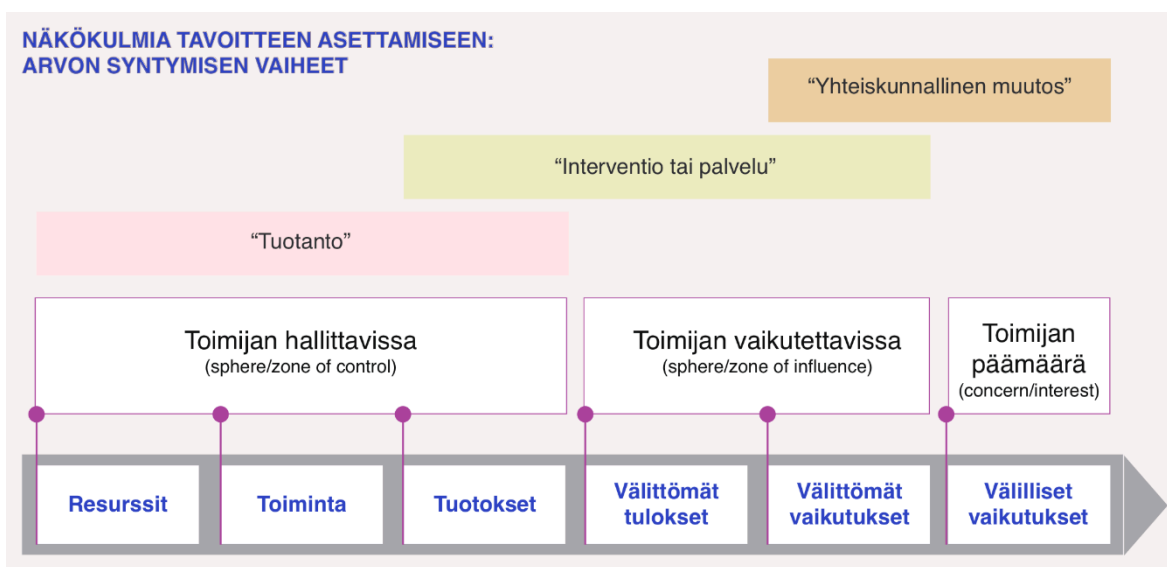 NÄKÖKULMIA TAVOITTEEN ASETTAMISEEN:
ARVON SYNTYMISEN VAIHEET
“Yhteiskunnallinen muutos”
“Interventio tai palvelu”
“Tuotanto”
Toimijan hallittavissa
(sphere/zone of control)
Toimijan vaikutettavissa
(sphere/zone of influence)
Toimijan
päämäärä
(concern/interest)
Resurssit
Toiminta
Tuotokset
Välittömät
tulokset
Välittömät
vaikutukset
Välilliset
vaikutukset